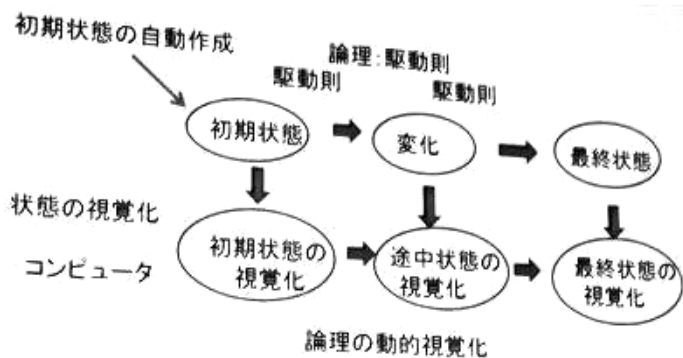 初期状態の自動作成
論理:駆動則
駆動則
駆動則
初期状態
変化
最終状態
状態の視覚化
コンピュータ
初期状態の
視覚化
途中状態の
視覚化
最終状態の
視覚化
論理の動的視覚化